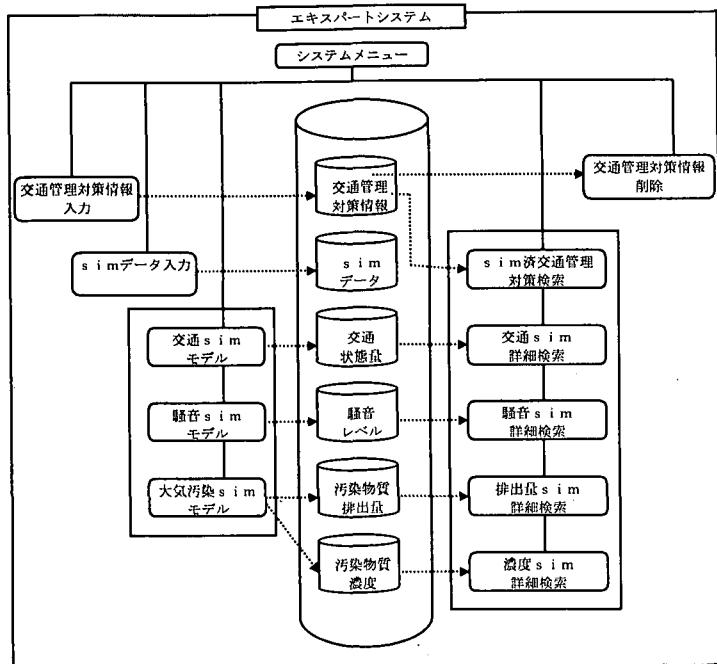 エキスパートシステム
システムメニュー
交通管理対策情報
入力
交通管理
対策情報
交通管理対策情報
削除
ｓｉｍデータ入力
ｓｉｍ
データ
ｓｉｍ済交通管理
対策検索
交通ｓｉｍ
モデル
交通
状態量
交通ｓｉｍ
詳細検索
騒音ｓｉｍ
モデル
騒音
レベル
騒音ｓｉｍ
詳細検索
大気汚染ｓｉｍ
モデル
汚染物質
排出量
排出量ｓｉｍ
詳細検索
汚染物質
濃度
濃度ｓｉｍ
詳細検索